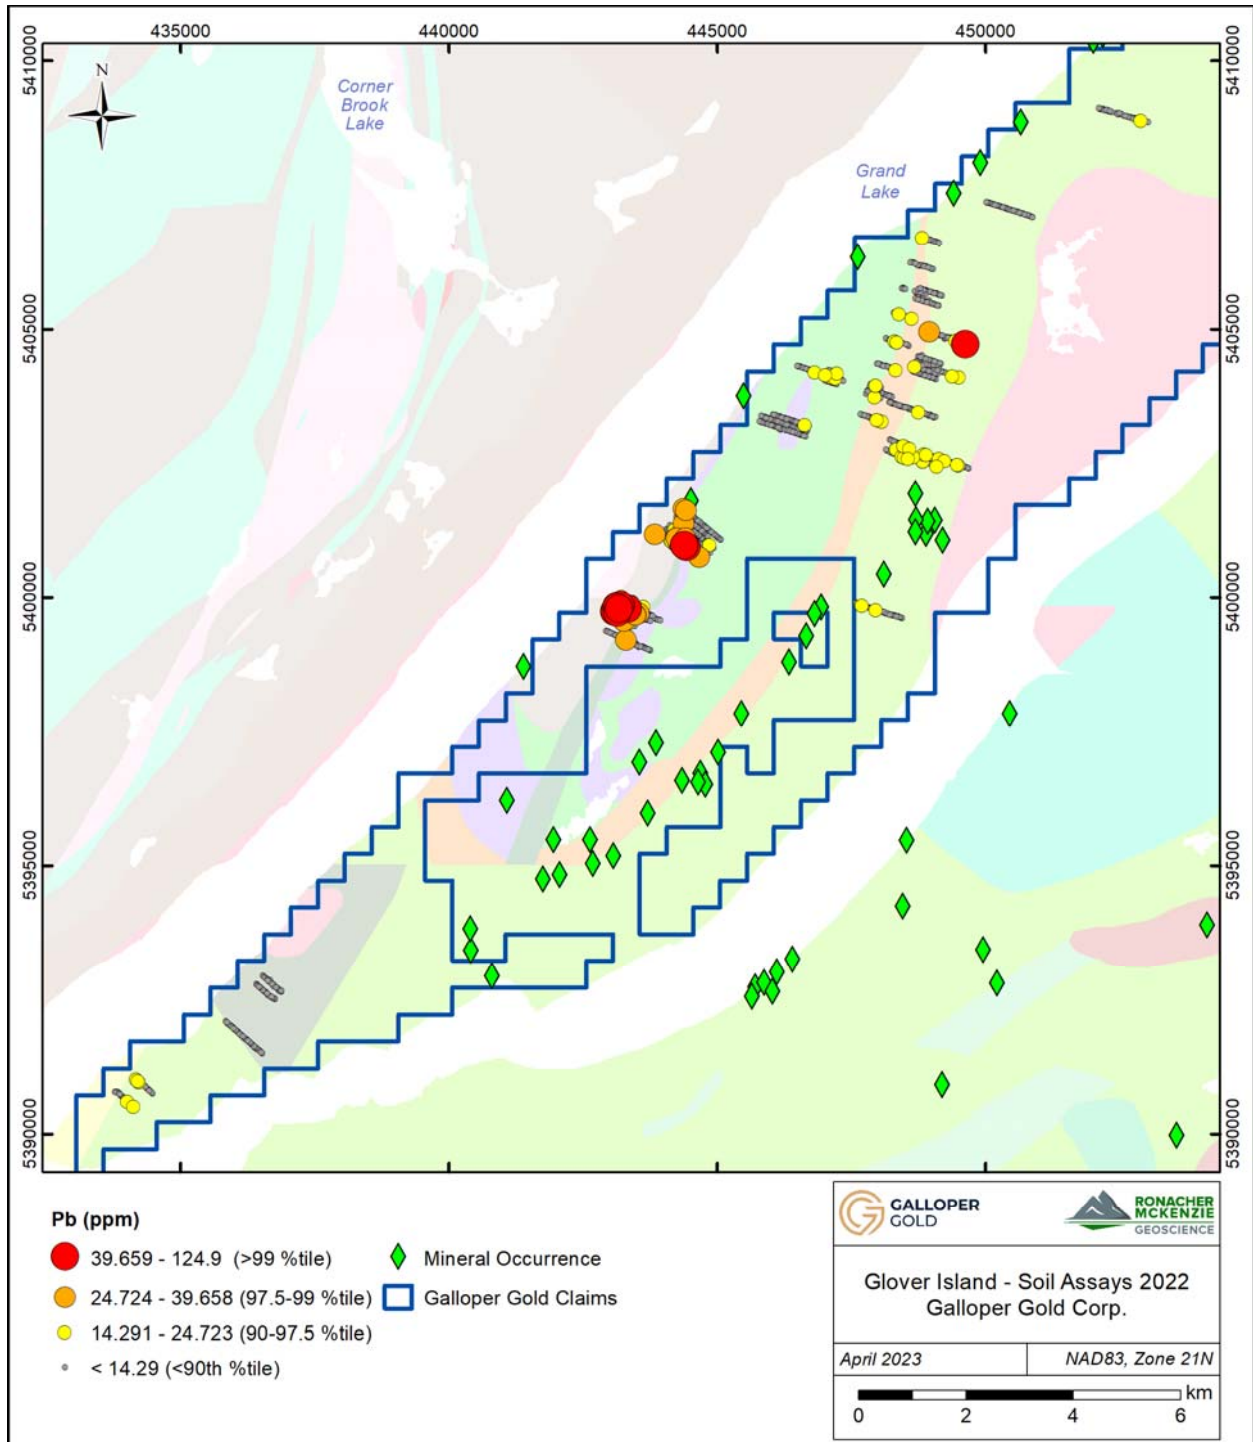 435000 440000 445000 450000
5410000 5410000
N
Corner
Brook
Lake
Grand
Lake
5405000 5405000
5400000 5400000
5395000 5395000
5390000 5390000
Pb (ppm)
39.659 - 124.9 (>99 %tile)
24.724 - 39.658 (97.5-99 %tile)
14.291 - 24.723 (90-97.5 %tile)
< 14.29 (<90th %tile)
Mineral Occurrence
Galloper Gold Claims
GALLOPER
GOLD
RONACHER
MCKENZIE
GEOSCIENCE
Glover Island - Soil Assays 2022
Galloper Gold Corp.
April 2023 NAD83, Zone 21N
km
0 2 4 6